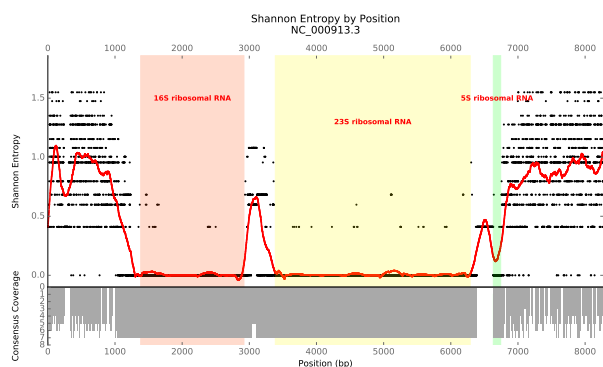 Shannon Entropy by Position
NC_000913.3
0 1000 2000 3000 4000 5000 6000 7000 8000
1.5
1.0
0.5
0.0
Shannon Entropy
16S ribosomal RNA
23S ribosomal RNA
5S ribosomal RNA
Consensus Coverage
0
8
0 1000 2000 3000 4000 5000 6000 7000 8000
Position (bp)